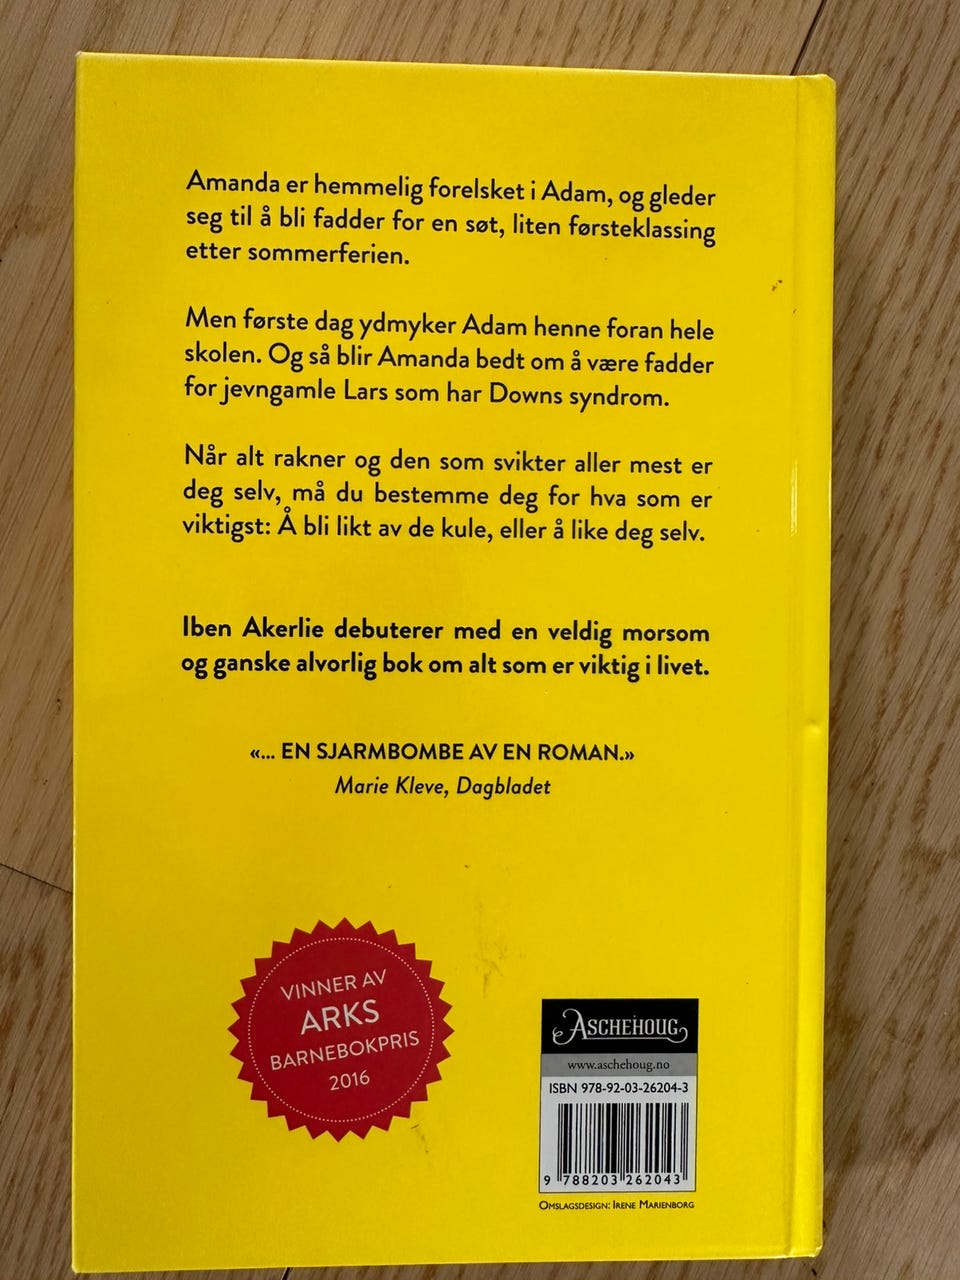 Amanda er hemmelig forelsket i Adam, og gleder
seg til å bli fadder for en søt, liten førsteklassing
etter sommerferien.
Men første dag ydmyker Adam henne foran hele
skolen. Og så blir Amanda bedt om å være fadder
for jevngamle Lars som har Downs syndrom.
Når alt rakner og den som svikter aller mest er
deg selv, må du bestemme deg for hva som er
viktigst: Å bli likt av de kule, eller å like deg selv.
Iben Akerlie debuterer med en veldig morsom
og ganske alvorlig bok om alt som er viktig i livet.
«... EN SJARMBOMBE AV EN ROMAN.»
Marie Kleve, Dagbladet
VINNER AV
ARKS
BARNEBOKPRIS
2016
ASCHEHOUG
www.aschehoug.no
ISBN 978-92-03-26204-3
9 788203 262043
OMSLAGSDESIGN: IRENE MARIENBORG